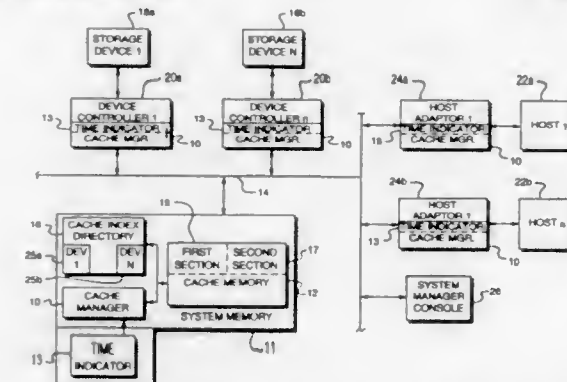 18a
18b
STORAGE
DEVICE 1
STORAGE
DEVICE N
20a
20b
24a
22a
DEVICE
CONTROLLER 1
TIME INDICATOR
CACHE MGR.
13
10
DEVICE
CONTROLLER n
TIME INDICATOR
CACHE MGR.
13
10
HOST
ADAPTOR 1
TIME INDICATOR
CACHE MGR.
10
HOST
14
24b
22b
16
CACHE INDEX
DIRECTORY
DEV
1
DEV
N
25a
25b
FIRST
SECTION
SECOND
SECTION
CACHE MEMORY
17
12
HOST
ADAPTOR 1
TIME INDICATOR
CACHE MGR.
13
10
HOST n
10
CACHE
MANAGER
SYSTEM MEMORY
SYSTEM
MANAGER
CONSOLE
26
13
TIME
INDICATOR
11